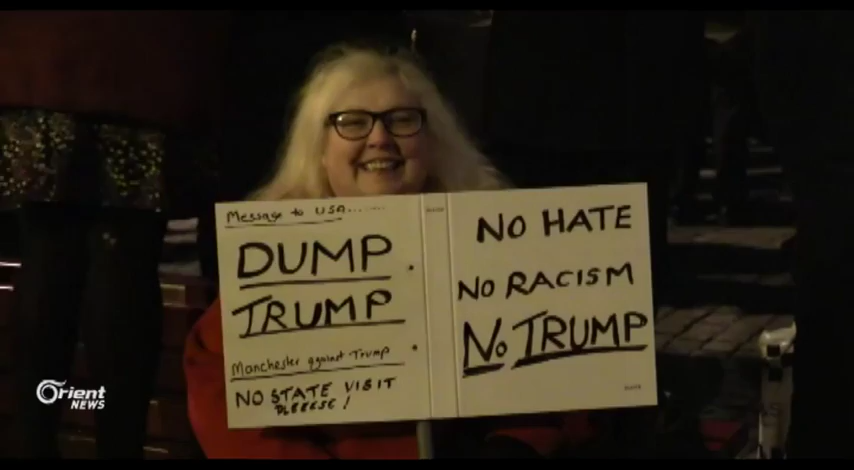 Message to USA.......
DUMP
TRUMP
Manchester against Trump
NO STATE VISIT
PLEEESE!
NO HATE
NO RACISM
No TRUMP
Orient
NEWS